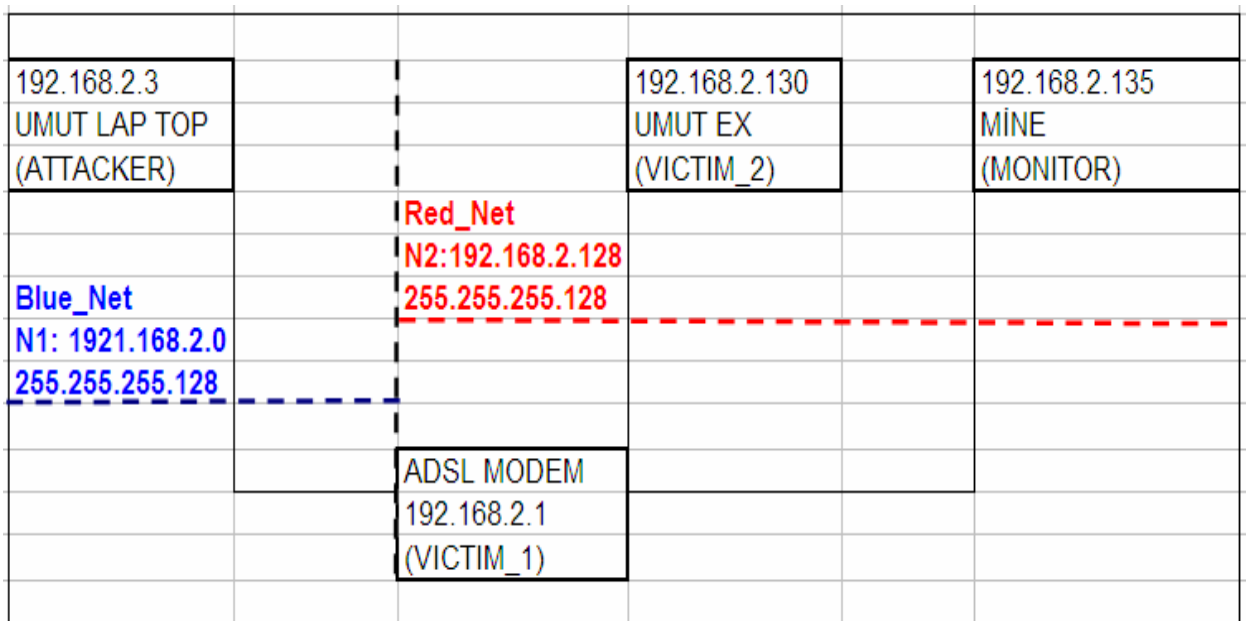 192.168.2.3
UMUT LAP TOP
(ATTACKER)
192.168.2.130
UMUT EX
(VICTIM_2)
192.168.2.135
MİNE
(MONITOR)
Red_Net
N2:192.168.2.128
255.255.255.128
Blue_Net
N1: 1921.168.2.0
255.255.255.128
ADSL MODEM
192.168.2.1
(VICTIM_1)